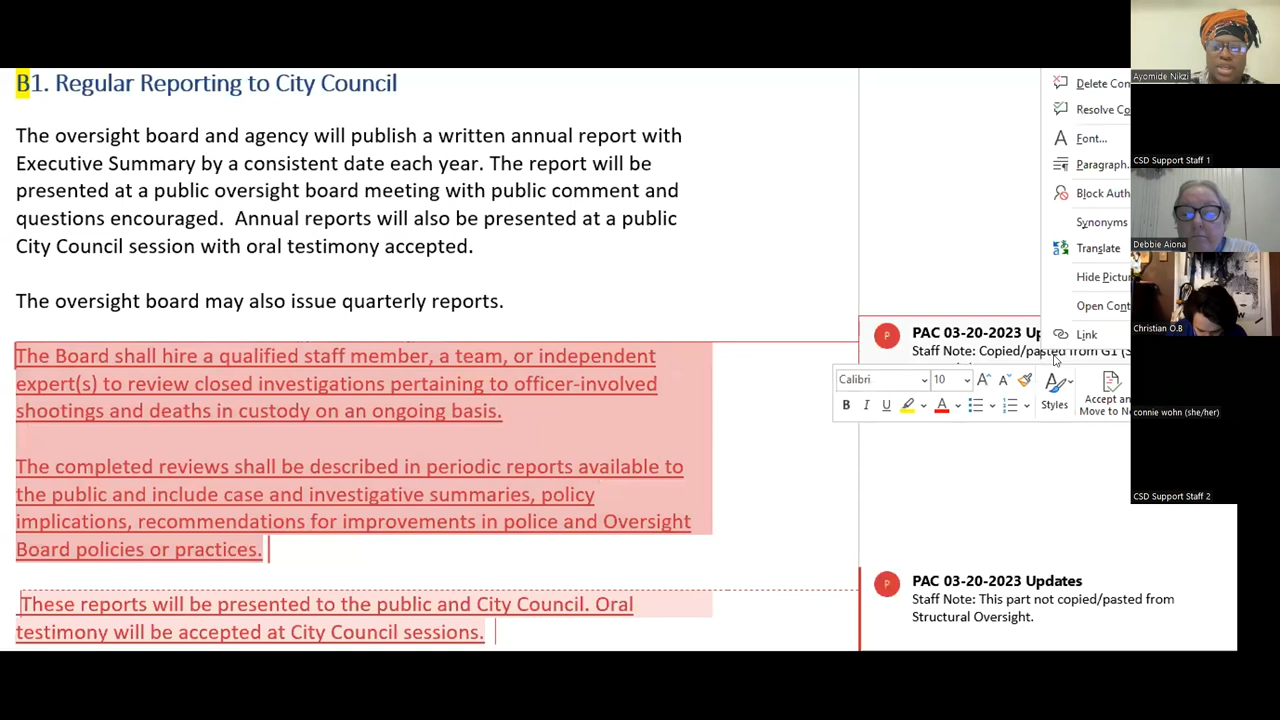 B1. Regular Reporting to City Council
The oversight board and agency will publish a written annual report with
Executive Summary by a consistent date each year. The report will be
presented at a public oversight board meeting with public comment and
questions encouraged. Annual reports will also be presented at a public
City Council session with oral testimony accepted.
The oversight board may also issue quarterly reports.
The Board shall hire a qualified staff member, a team, or independent
expert(s) to review closed investigations pertaining to officer-involved
shootings and deaths in custody on an ongoing basis.
The completed reviews shall be described in periodic reports available to
the public and include case and investigative summaries, policy
implications, recommendations for improvements in police and Oversight
Board policies or practices.
These reports will be presented to the public and City Council. Oral
testimony will be accepted at City Council sessions.
Delete Con
Resolve Co
Font...
Paragraph..
Block Auth
Synonyms
Translate
Hide Pictu
Open Cont
Link
P
PAC 03-20-2023 Up
Staff Note: Copied/pasted from G1 (S
Calibri
10
B I U
Styles
Accept an
Move to Ne
P
PAC 03-20-2023 Updates
Staff Note: This part not copied/pasted from
Structural Oversight.
Ayomide Nikzi
CSD Support Staff 1
Debbie Aiona
Christian O.B
connie wohn (she/her)
CSD Support Staff 2